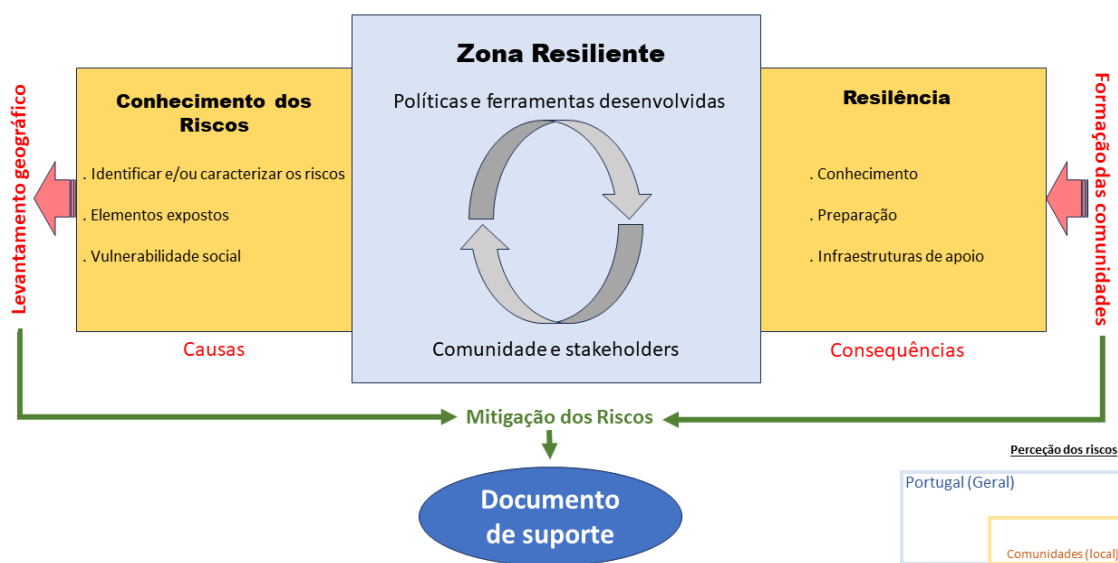 Zona Resiliente
Políticas e ferramentas desenvolvidas
Comunidade e stakeholders
Levantamento geográfico
Conhecimento dos
Riscos
. Identificar e/ou caracterizar os riscos
. Elementos expostos
. Vulnerabilidade social
Causas
Resilência
. Conhecimento
. Preparação
. Infraestruturas de apoio
Consequências
Formação das comunidades
Mitigação dos Riscos
Documento
de suporte
Perceção dos riscos
Portugal (Geral)
Comunidades (local)